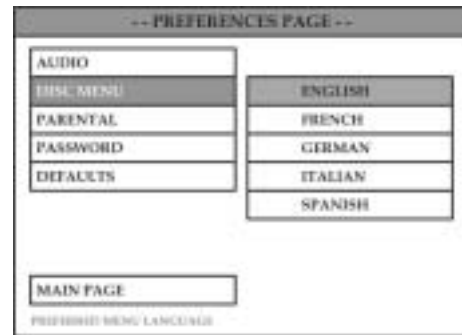 -- PREFERENCES PAGE --
AUDIO
DISC MENU
PARENTAL
PASSWORD
DEFAULTS
ENGLISH
FRENCH
GERMAN
ITALIAN
SPANISH
MAIN PAGE
PREFERRED MENU LANGUAGE